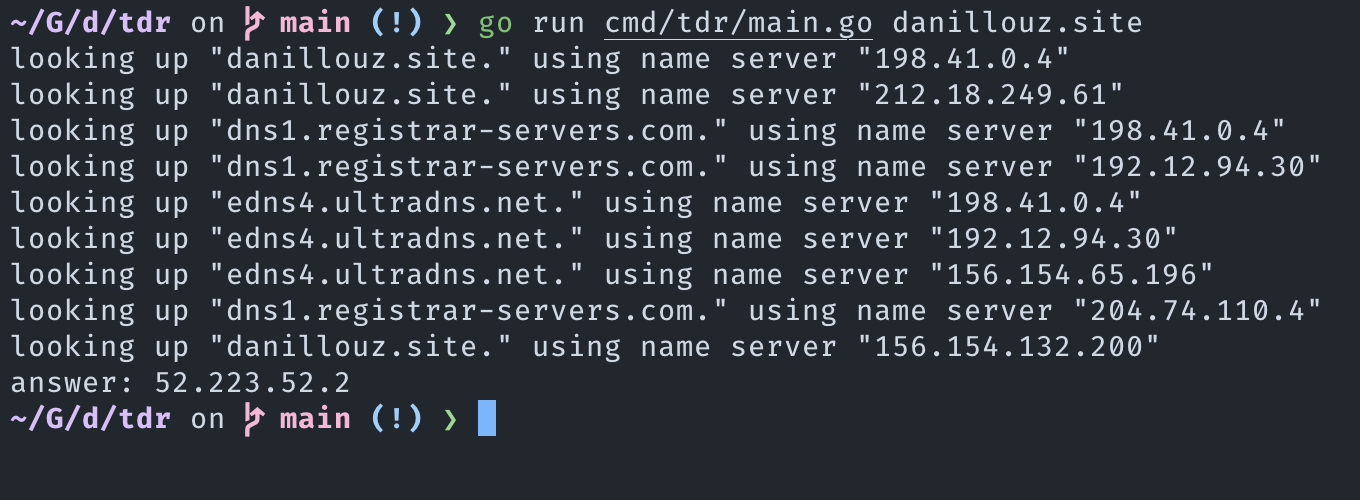 ~/G/d/tdr on main (!) ❯ go run cmd/tdr/main.go danillouz.site
looking up "danillouz.site." using name server "198.41.0.4"
looking up "danillouz.site." using name server "212.18.249.61"
looking up "dns1.registrar-servers.com." using name server "198.41.0.4"
looking up "dns1.registrar-servers.com." using name server "192.12.94.30"
looking up "edns4.ultradns.net." using name server "198.41.0.4"
looking up "edns4.ultradns.net." using name server "192.12.94.30"
looking up "edns4.ultradns.net." using name server "156.154.65.196"
looking up "dns1.registrar-servers.com." using name server "204.74.110.4"
looking up "danillouz.site." using name server "156.154.132.200"
answer: 52.223.52.2
~/G/d/tdr on main (!) ❯